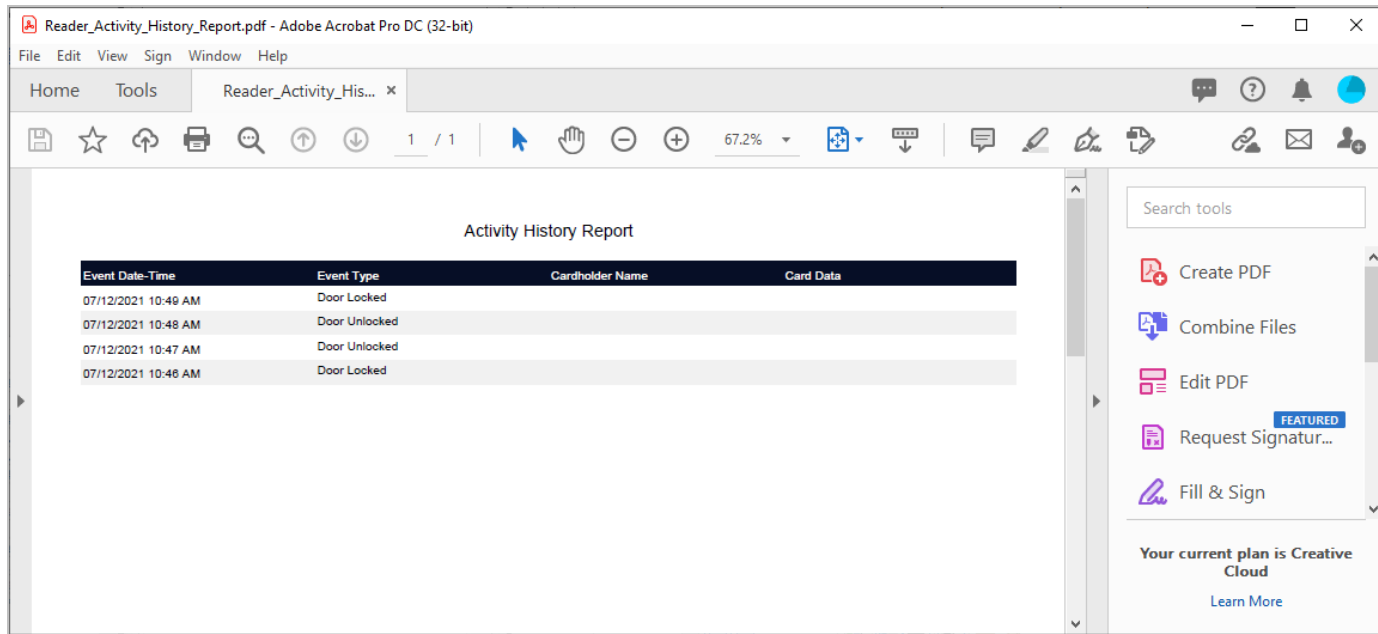 Reader_Activity_History_Report.pdf - Adobe Acrobat Pro DC (32-bit)
File Edit View Sign Window Help
Home Tools Reader_Activity_His... ×
1 / 1 67.2%
Activity History Report
Event Date-Time Event Type Cardholder Name Card Data
07/12/2021 10:49 AM Door Locked
07/12/2021 10:48 AM Door Unlocked
07/12/2021 10:47 AM Door Unlocked
07/12/2021 10:46 AM Door Locked
Search tools
Create PDF
Combine Files
Edit PDF
FEATURED
Request Signatur...
Fill & Sign
Your current plan is Creative
Cloud
Learn More